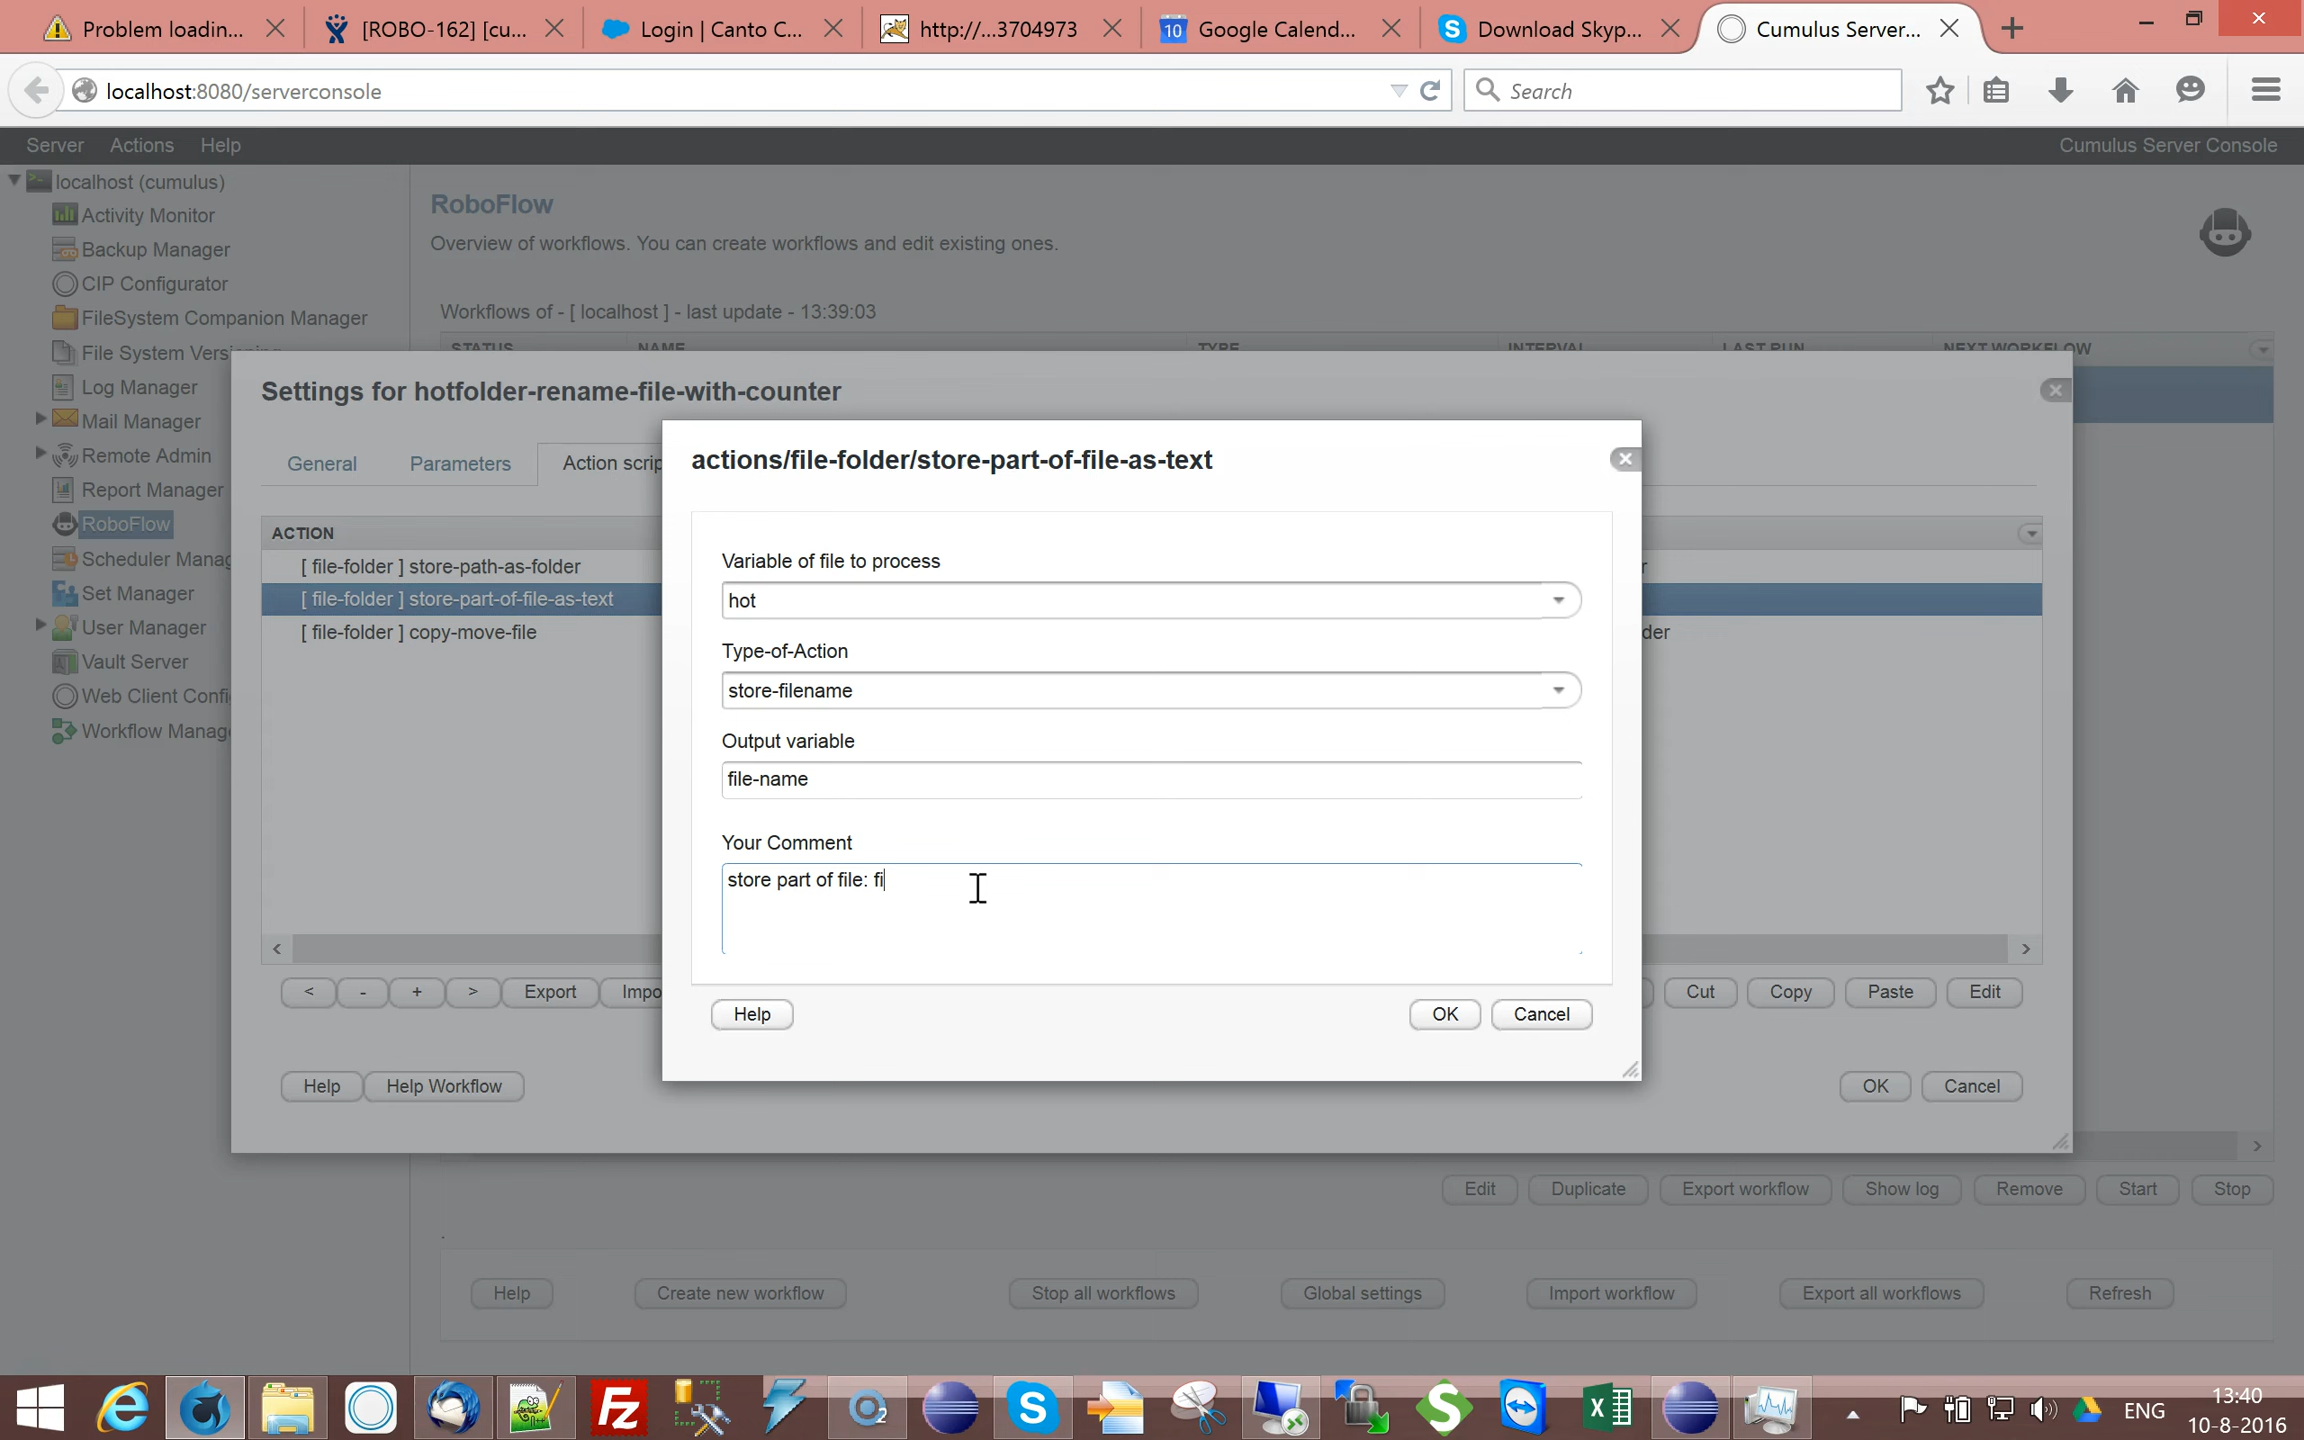 Problem loadin...
[ROBO-162] [cu...
Login | Canto C...
http://...3704973
10
Google Calend...
Download Skyp...
Cumulus Server...
localhost:8080/serverconsole
Search
Server Actions Help
Cumulus Server Console
localhost (cumulus)
Activity Monitor
Backup Manager
CIP Configurator
FileSystem Companion Manager
File System Versi
Log Manager
Mail Manager
Remote Admin
Report Manager
RoboFlow
Scheduler Manag
Set Manager
User Manager
Vault Server
Web Client Confi
Workflow Manag
RoboFlow
Overview of workflows. You can create workflows and edit existing ones.
Workflows of - [ localhost ] - last update - 13:39:03
STATUS NAME TYPE INTERVAL LAST RUN NEXT WORKFLOW
Settings for hotfolder-rename-file-with-counter
General Parameters Action scrip
ACTION
[ file-folder ] store-path-as-folder
[ file-folder ] store-part-of-file-as-text
[ file-folder ] copy-move-file
r
der
actions/file-folder/store-part-of-file-as-text
Variable of file to process
hot
Type-of-Action
store-filename
Output variable
file-name
Your Comment
store part of file: fi
Help OK Cancel
< - + > Export Impo
Cut Copy Paste Edit
Help Help Workflow OK Cancel
Edit Duplicate Export workflow Show log Remove Start Stop
.
Help Create new workflow Stop all workflows Global settings Import workflow Export all workflows Refresh
ENG
13:40
10-8-2016